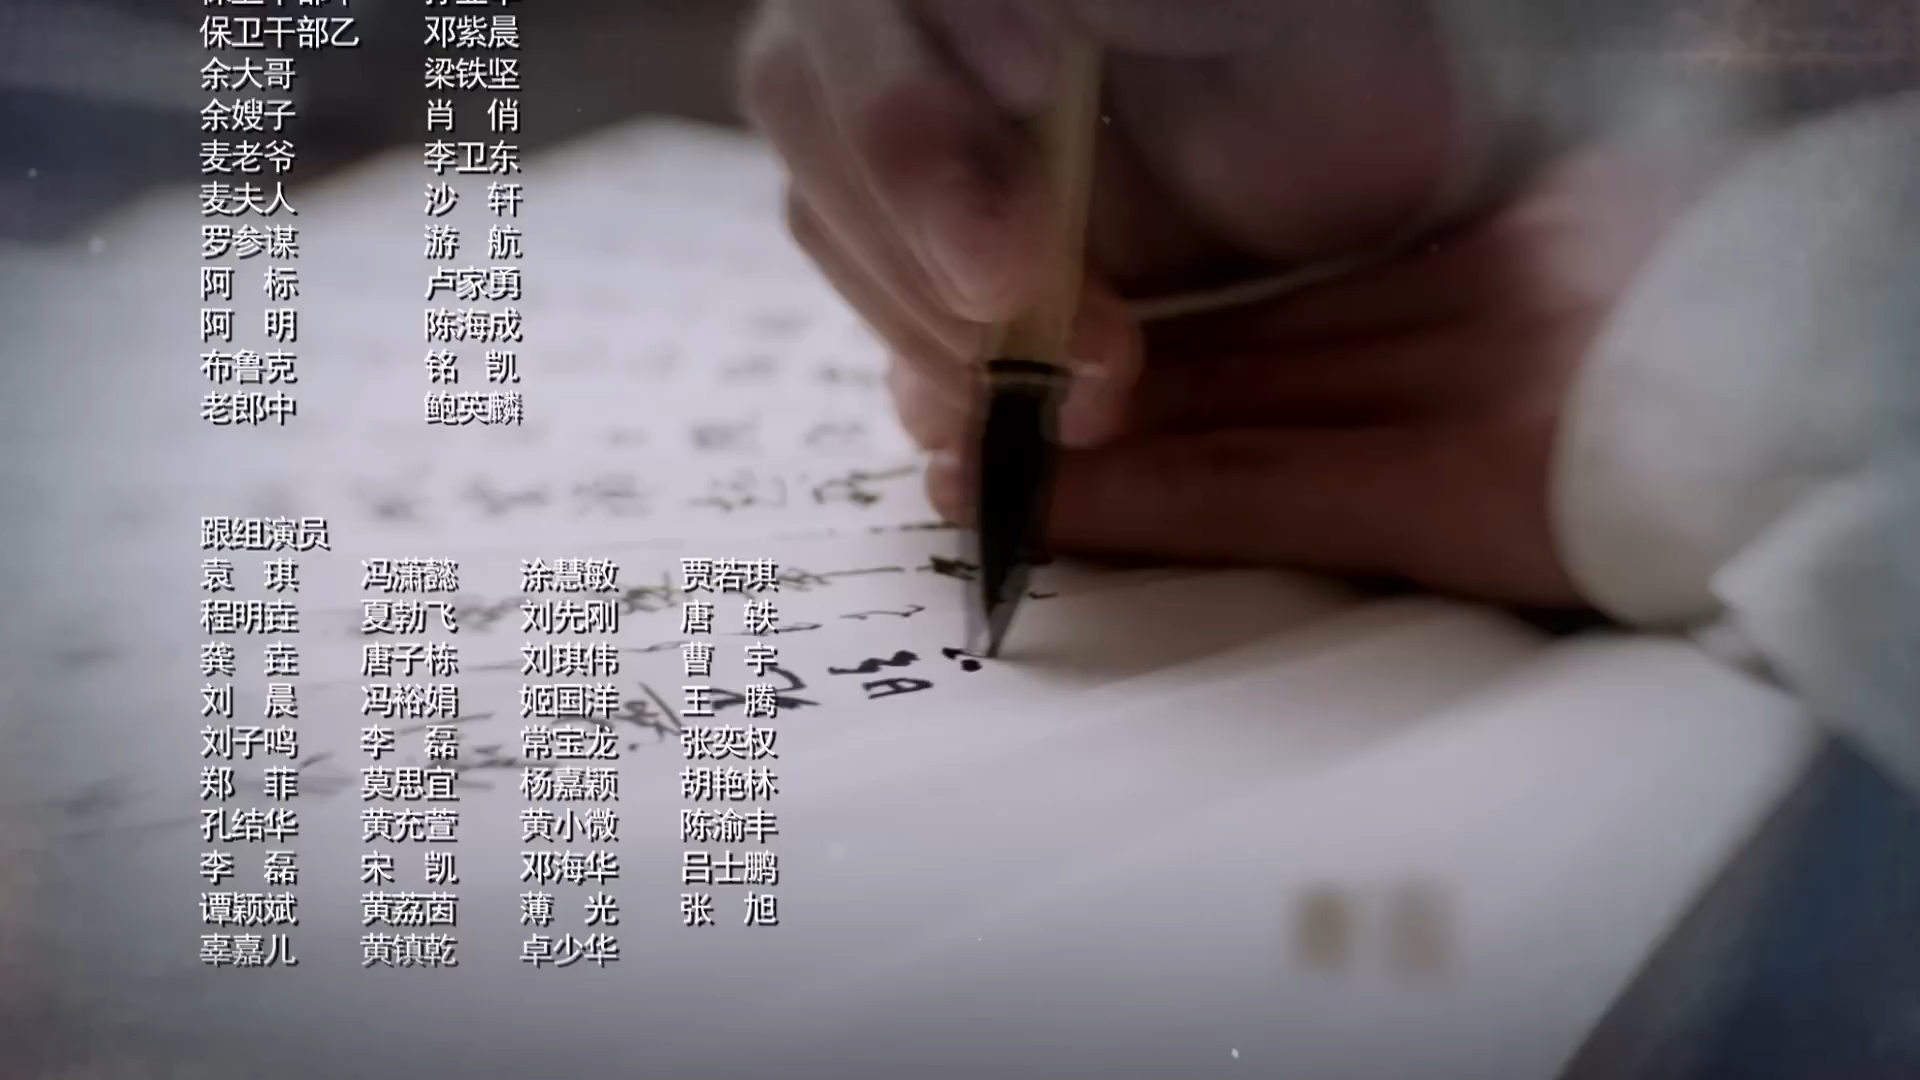 保卫干部乙 邓紫晨
余大哥 梁铁坚
余嫂子 肖 俏
麦老爷 李卫东
麦夫人 沙 轩
罗参谋 游 航
阿 标 卢家勇
阿 明 陈海成
布鲁克 铭 凯
老郎中 鲍英麟
跟组演员
袁 琪 冯潇懿 涂慧敏 贾若琪
程明垚 夏勃飞 刘先刚 唐 轶
龚 垚 唐子栋 刘琪伟 曹 宇
刘 晨 冯裕娟 姬国洋 王 腾
刘子鸣 李 磊 常宝龙 张奕权
郑 菲 莫思宜 杨嘉颖 胡艳林
孔结华 黄充萱 黄小微 陈渝丰
李 磊 宋 凯 邓海华 吕士鹏
谭颖斌 黄荔茵 薄 光 张 旭
辜嘉儿 黄镇乾 卓少华